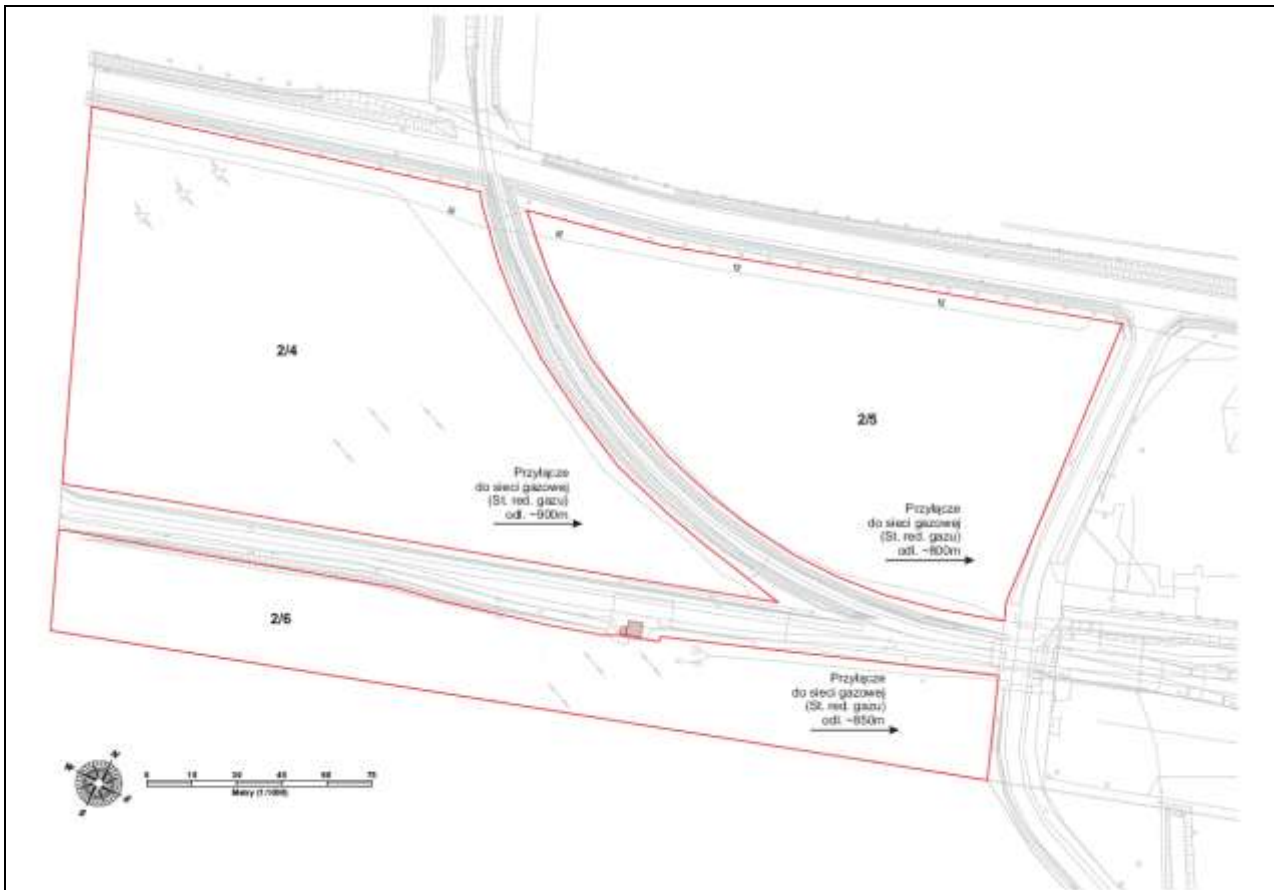 2/4
2/5
Przyłącze
do sieci gazowej
(St. red. gazu)
odl. ~900m
Przyłącze
do sieci gazowej
(St. red. gazu)
odl. ~800m
2/6
Przyłącze
do sieci gazowej
(St. red. gazu)
odl. ~850m
N
0 15 30 45 60 75
Metry (1:1000)